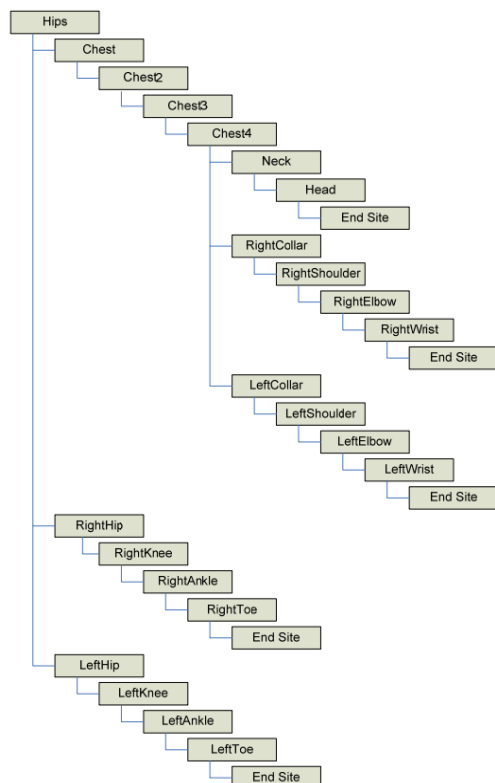 Hips
Chest
Chest2
Chest3
Chest4
Neck
Head
End Site
RightCollar
RightShoulder
RightElbow
RightWrist
End Site
LeftCollar
LeftShoulder
LeftElbow
LeftWrist
End Site
RightHip
RightKnee
RightAnkle
RightToe
End Site
LeftHip
LeftKnee
LeftAnkle
LeftToe
End Site